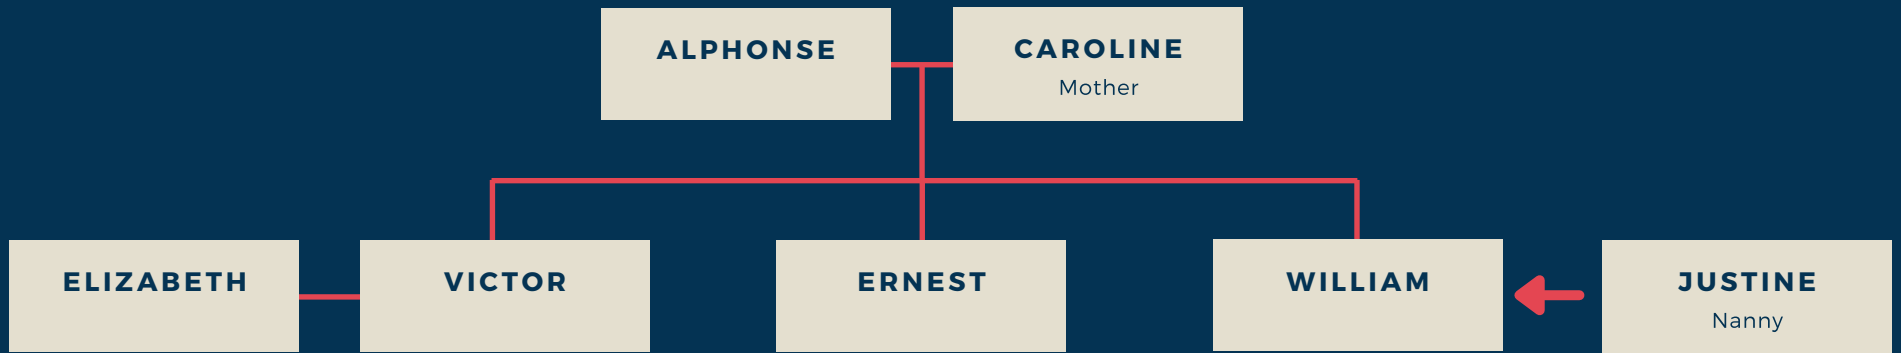 ALPHONSE
CAROLINE
Mother
ELIZABETH
VICTOR
ERNEST
WILLIAM
JUSTINE
Nanny